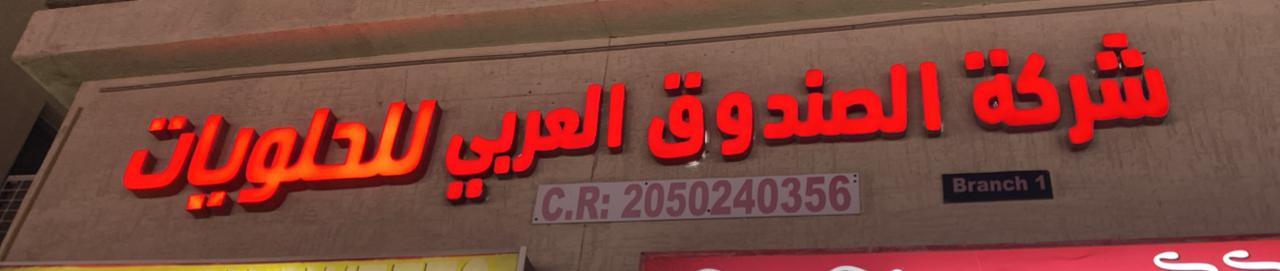 شركة الصندوق العربي للحلويات
C.R: 2050240356
Branch 1